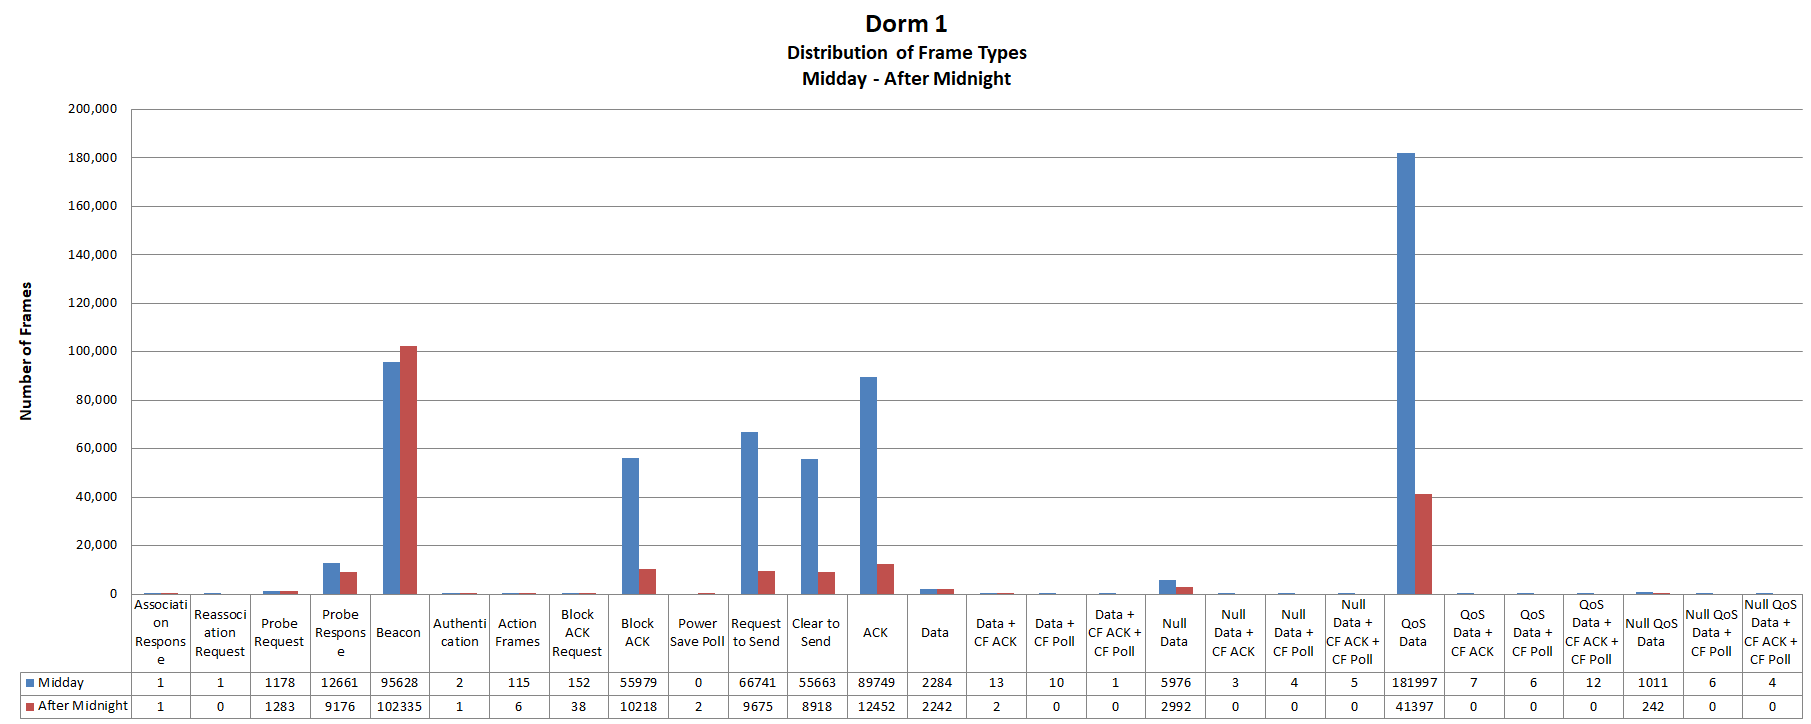 Dorm 1
Distribution of Frame Types
Midday - After Midnight
200,000
180,000
160,000
140,000
120,000
100,000
80,000
60,000
40,000
20,000
0
Number of Frames
Associati
on
Respons
e
Reassoci
ation
Request
Probe
Request
Probe
Respons
e
Beacon
Authenti
cation
Action
Frames
Block
ACK
Request
Block
ACK
Power
Save Poll
Request
to Send
Clear to
Send
ACK
Data
Data +
CF ACK
Data +
CF Poll
Data +
CF ACK +
CF Poll
Null
Data
Null
Data +
CF ACK
Null
Data +
CF Poll
Null
Data +
CF ACK +
CF Poll
QoS
Data
QoS
Data +
CF ACK
QoS
Data +
CF Poll
QoS
Data +
CF ACK +
CF Poll
Null QoS
Data
Null QoS
Data +
CF Poll
Null QoS
Data +
CF ACK +
CF Poll
Midday 1 1 1178 12661 95628 2 115 152 55979 0 66741 55663 89749 2284 13 10 1 5976 3 4 5 181997 7 6 12 1011 6 4
After Midnight 1 0 1283 9176 102335 1 6 38 10218 2 9675 8918 12452 2242 2 0 0 2992 0 0 0 41397 0 0 0 242 0 0